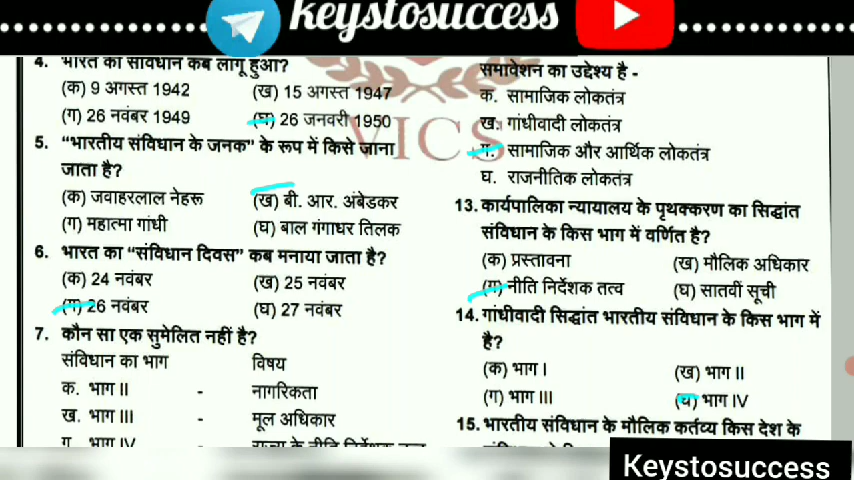 keystosuccess
4. भारत का संविधान कब लागू हुआ?
(क) 9 अगस्त 1942 (ख) 15 अगस्त 1947
(ग) 26 नवंबर 1949 (घ) 26 जनवरी 1950
5. “भारतीय संविधान के जनक” के रूप में किसे जाना
जाता है?
(क) जवाहरलाल नेहरू (ख) बी. आर. अंबेडकर
(ग) महात्मा गांधी (घ) बाल गंगाधर तिलक
6. भारत का “संविधान दिवस” कब मनाया जाता है?
(क) 24 नवंबर (ख) 25 नवंबर
(ग) 26 नवंबर (घ) 27 नवंबर
7. कौन सा एक सुमेलित नहीं है?
संविधान का भाग विषय
क. भाग II - नागरिकता
ख. भाग III - मूल अधिकार
ग. भाग IV - राज्य के नीति निर्देशक तत्व
समावेशन का उद्देश्य है -
क. सामाजिक लोकतंत्र
ख. गांधीवादी लोकतंत्र
ग. सामाजिक और आर्थिक लोकतंत्र
घ. राजनीतिक लोकतंत्र
13. कार्यपालिका न्यायालय के पृथक्करण का सिद्धांत
संविधान के किस भाग में वर्णित है?
(क) प्रस्तावना (ख) मौलिक अधिकार
(ग) नीति निर्देशक तत्व (घ) सातवीं सूची
14. गांधीवादी सिद्धांत भारतीय संविधान के किस भाग में
है?
(क) भाग I (ख) भाग II
(ग) भाग III (घ) भाग IV
15. भारतीय संविधान के मौलिक कर्तव्य किस देश के
VICS
Keystosuccess